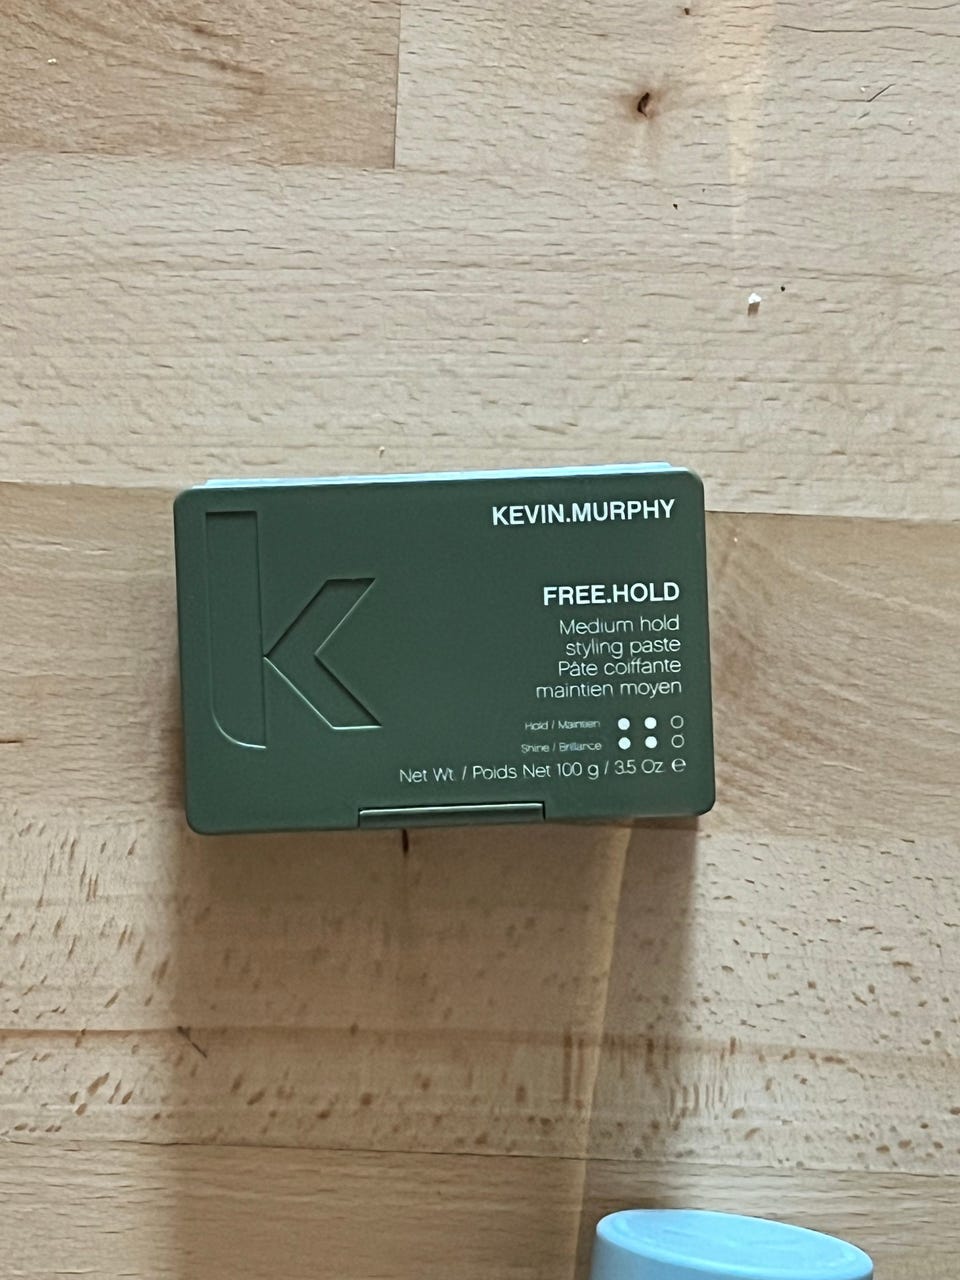 k
KEVIN.MURPHY
FREE.HOLD
Medium hold
styling paste
Pâte coiffante
maintien moyen
Hold / Maintien
Shine / Brillance
Net Wt. / Poids Net 100 g / 3.5 Oz ℮